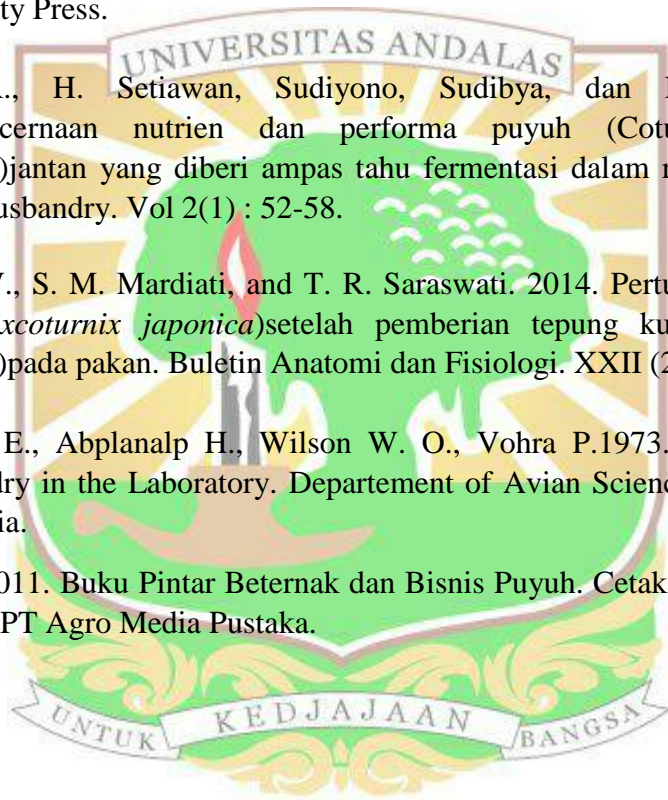 ty Press.
UNIVERSITAS ANDALAS
., H. Setiawan, Sudiyono, Sudibya, dan
cernaan nutrien dan performa puyuh (Cotu
)jantan yang diberi ampas tahu fermentasi dalam
usbandry. Vol 2(1) : 52-58.
., S. M. Mardiati, and T. R. Saraswati. 2014. Pertu
xcoturnix japonica)setelah pemberian tepung ku
)pada pakan. Buletin Anatomi dan Fisiologi. XXII (2
E., Abplanalp H., Wilson W. O., Vohra P.1973.
dry in the Laboratory. Departement of Avian Scienc
ia.
011. Buku Pintar Beternak dan Bisnis Puyuh. Cetak
PT Agro Media Pustaka.
UNTUK KEDJAJAAN BANGSA